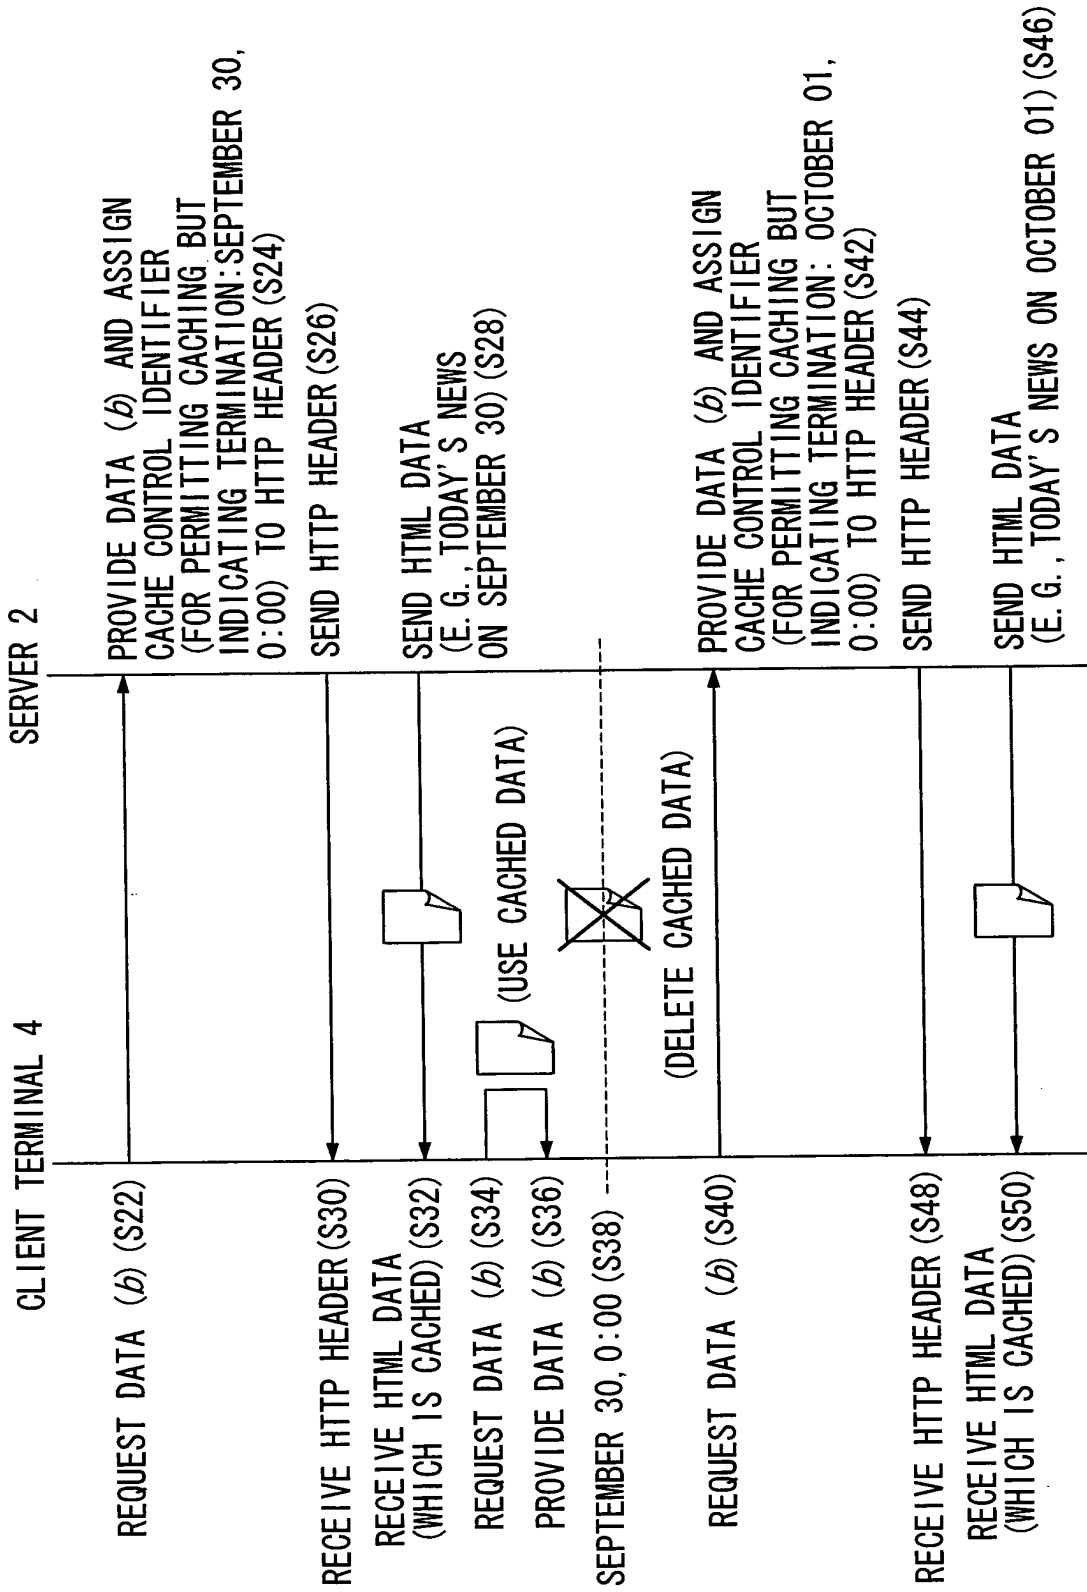 CLIENT TERMINAL 4
SERVER 2
REQUEST DATA (b) (S22)
PROVIDE DATA (b) AND ASSIGN
CACHE CONTROL IDENTIFIER
(FOR PERMITTING CACHING BUT
INDICATING TERMINATION:SEPTEMBER 30,
0:00) TO HTTP HEADER(S24)
SEND HTTP HEADER(S26)
RECEIVE HTTP HEADER(S30)
SEND HTML DATA
(E.G.,TODAY'S NEWS
ON SEPTEMBER 30)(S28)
RECEIVE HTML DATA
(WHICH IS CACHED)(S32)
REQUEST DATA (b)(S34)
(USE CACHED DATA)
PROVIDE DATA (b)(S36)
SEPTEMBER 30,0:00(S38)
(DELETE CACHED DATA)
REQUEST DATA (b)(S40)
PROVIDE DATA (b) AND ASSIGN
CACHE CONTROL IDENTIFIER
(FOR PERMITTING CACHING BUT
INDICATING TERMINATION: OCTOBER 01,
0:00) TO HTTP HEADER(S42)
SEND HTTP HEADER(S44)
RECEIVE HTTP HEADER(S48)
SEND HTML DATA
(E.G.,TODAY'S NEWS ON OCTOBER 01)(S46)
RECEIVE HTML DATA
(WHICH IS CACHED)(S50)